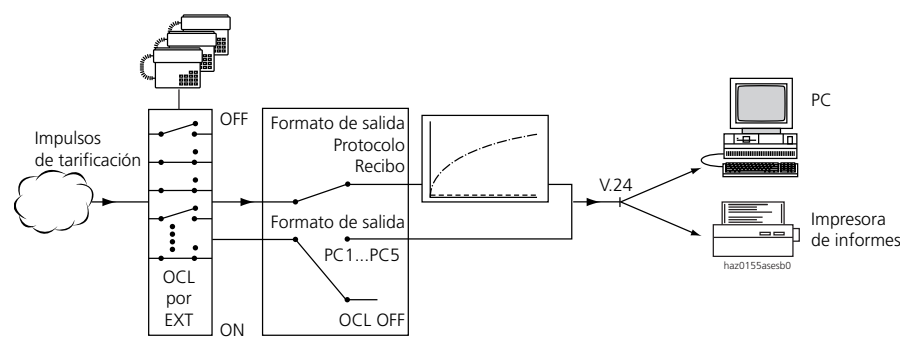 Impulsos
de tarificación
OFF
OCL
por
EXT
ON
Formato de salida
Protocolo
Recibo
Formato de salida
PC1...PC5
OCL OFF
V.24
PC
Impresora
de informes
haz0155asesb0